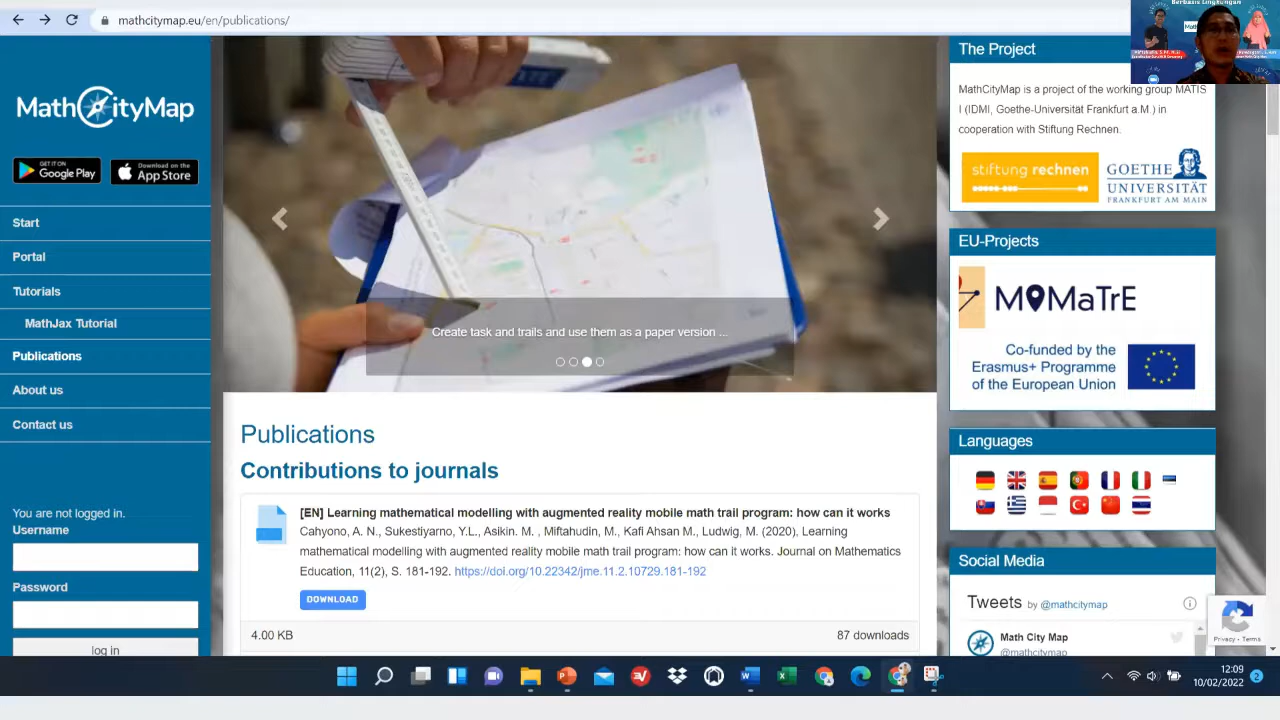 mathcitymap.eu/en/publications/
MathCityMap
GET IT ON
Google Play
Download on the
App Store
Start
Portal
Tutorials
MathJax Tutorial
Publications
About us
Contact us
You are not logged in.
Username
Password
log in
Create task and trails and use them as a paper version ...
Publications
Contributions to journals
[EN] Learning mathematocal modelling with augmented reality mobile math trail program: how can it works
Cahyono, A. N., Sukestiyarno, Y.L., Asikin. M. , Miftahudin, M., Kafi Ahsan M., Ludwig, M. (2020), Learning
mathematical modelling with augmented reality mobile math trail program: how can it works. Journal on Mathematics
Education, 11(2), S. 181-192. https://doi.org/10.22342/jme.11.2.10729.181-192
DOWNLOAD
4.00 KB
87 downloads
Berbasis Lingkungan
The Project
MathCityMap is a project of the working group MATIS
I (IDMI, Goethe-Universität Frankfurt a.M.) in
cooperation with Stiftung Rechnen.
stiftung rechnen
GOETHE
UNIVERSITÄT
FRANKFURT AM MAIN
EU-Projects
MOMaTrE
Co-funded by the
Erasmus+ Programme
of the European Union
Languages
Social Media
Tweets by @mathcitymap
Math City Map
@mathcitymap
Privacy - Terms
12:09
10/02/2022
2